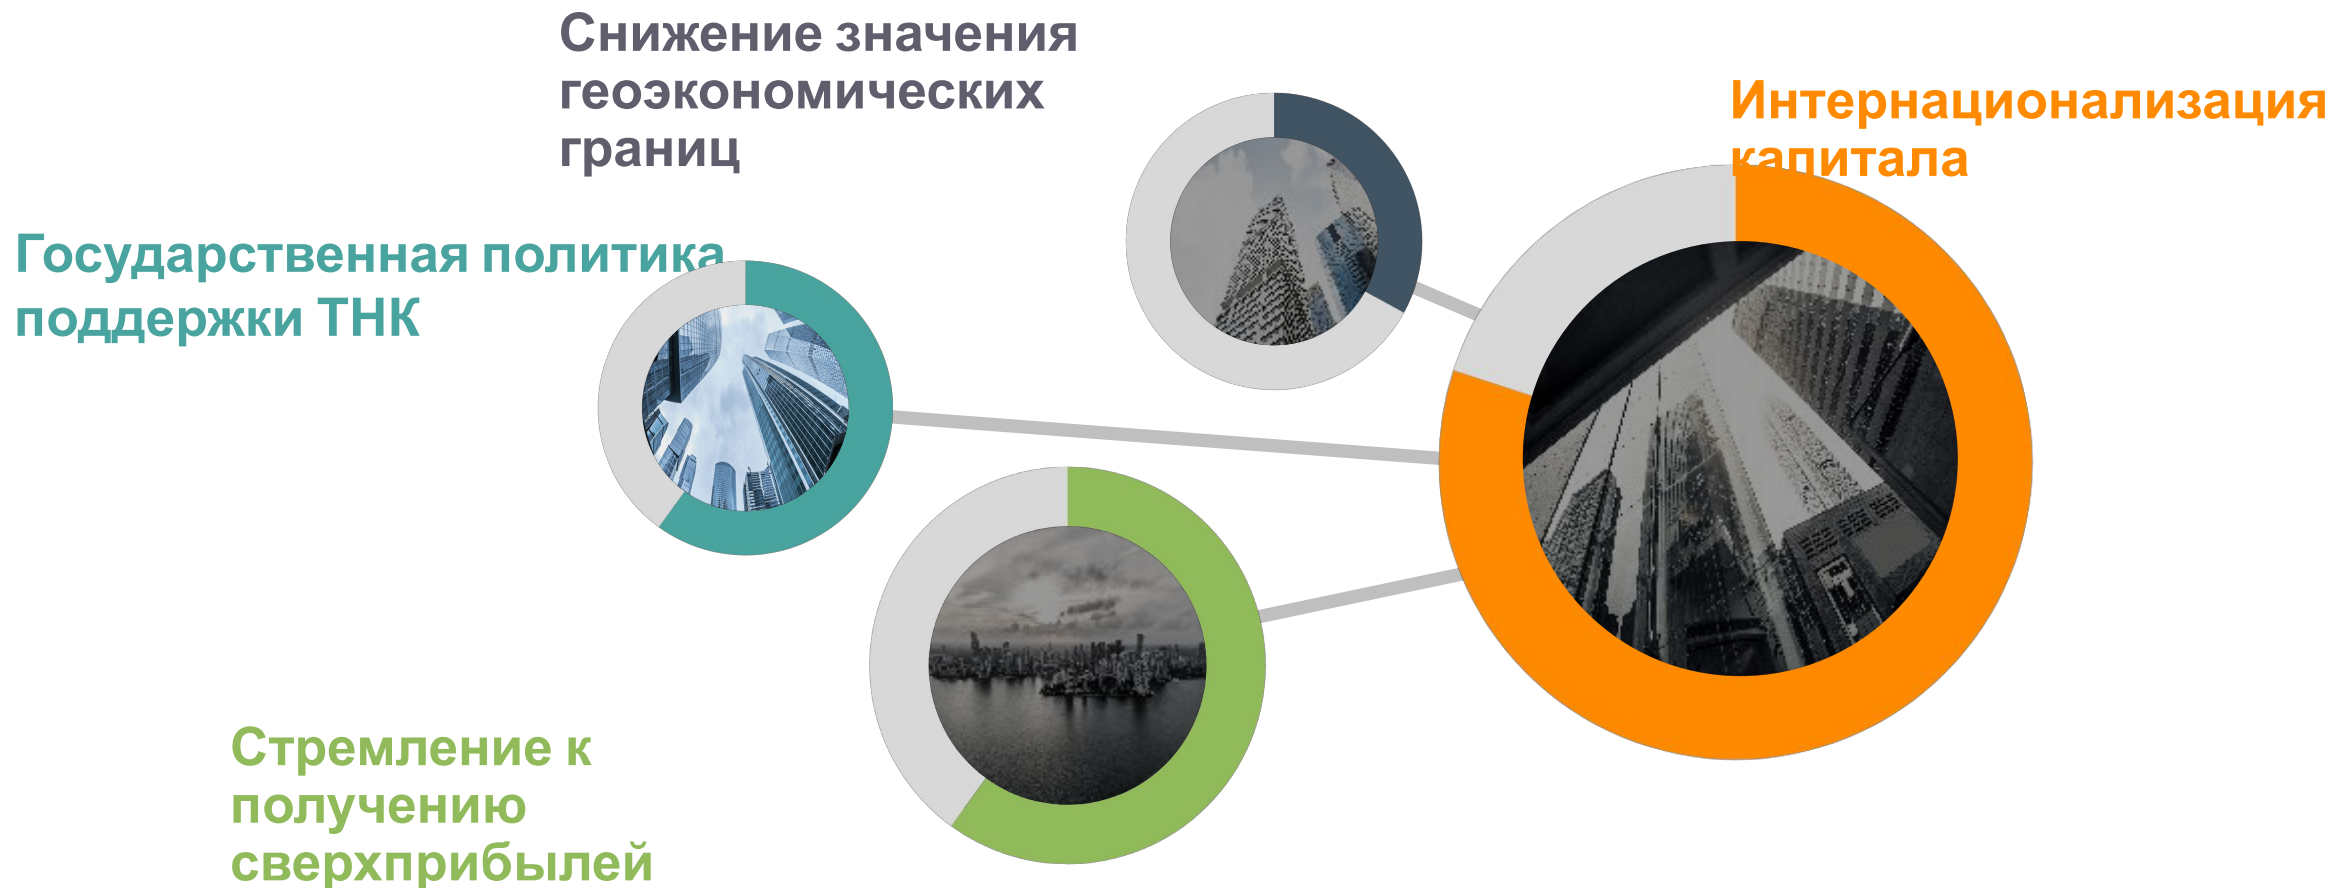 Снижение значения
геоэкономических
границ
Интернационализация
капитала
Государственная политика
поддержки ТНК
Стремление к
получению
сверхприбылей